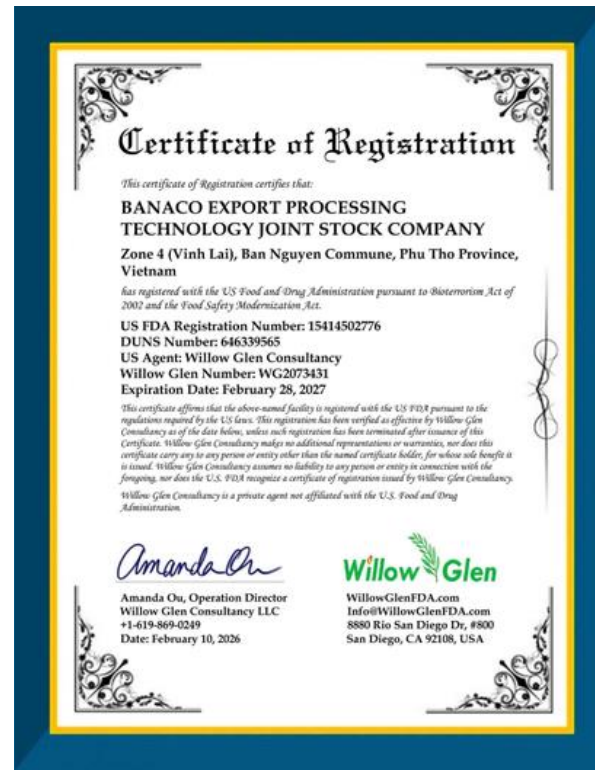 Certificate of Registration
This certificate of Registration certifies that:
BANACO EXPORT PROCESSING
TECHNOLOGY JOINT STOCK COMPANY
Zone 4 (Vinh Lai), Ban Nguyen Commune, Phu Tho Province,
Vietnam
has registered with the US Food and Drug Administration pursuant to Bioterrorism Act of
2002 and the Food Safety Modernization Act.
US FDA Registration Number: 15414502776
DUNS Number: 646339565
US Agent: Willow Glen Consultancy
Willow Glen Number: WG2073431
Expiration Date: February 28, 2027
This certificate affirms that the above-named facility is registered with the US FDA pursuant to the
regulations required by the US laws. This registration has been verified as effective by Willow Glen
Consultancy as of the date below, unless such registration has been terminated after issuance of this
Certificate. Willow Glen Consultancy makes no additional representations or warranties, nor does this
certificate carry any to any person or entity other than the named certificate holder, for whose sole benefit it
is issued. Willow Glen Consultancy assumes no liability to any person or entity in connection with the
foregoing, nor does the U.S. FDA recognize a certificate of registration issued by Willow Glen Consultancy.
Willow Glen Consultancy is a private agent not affiliated with the U.S. Food and Drug
Administration.
Amanda Ou
Amanda Ou, Operation Director
Willow Glen Consultancy LLC
+1-619-869-0249
Date: February 10, 2026
Willow Glen
WillowGlenFDA.com
Info@WillowGlenFDA.com
8880 Rio San Diego Dr, #800
San Diego, CA 92108, USA